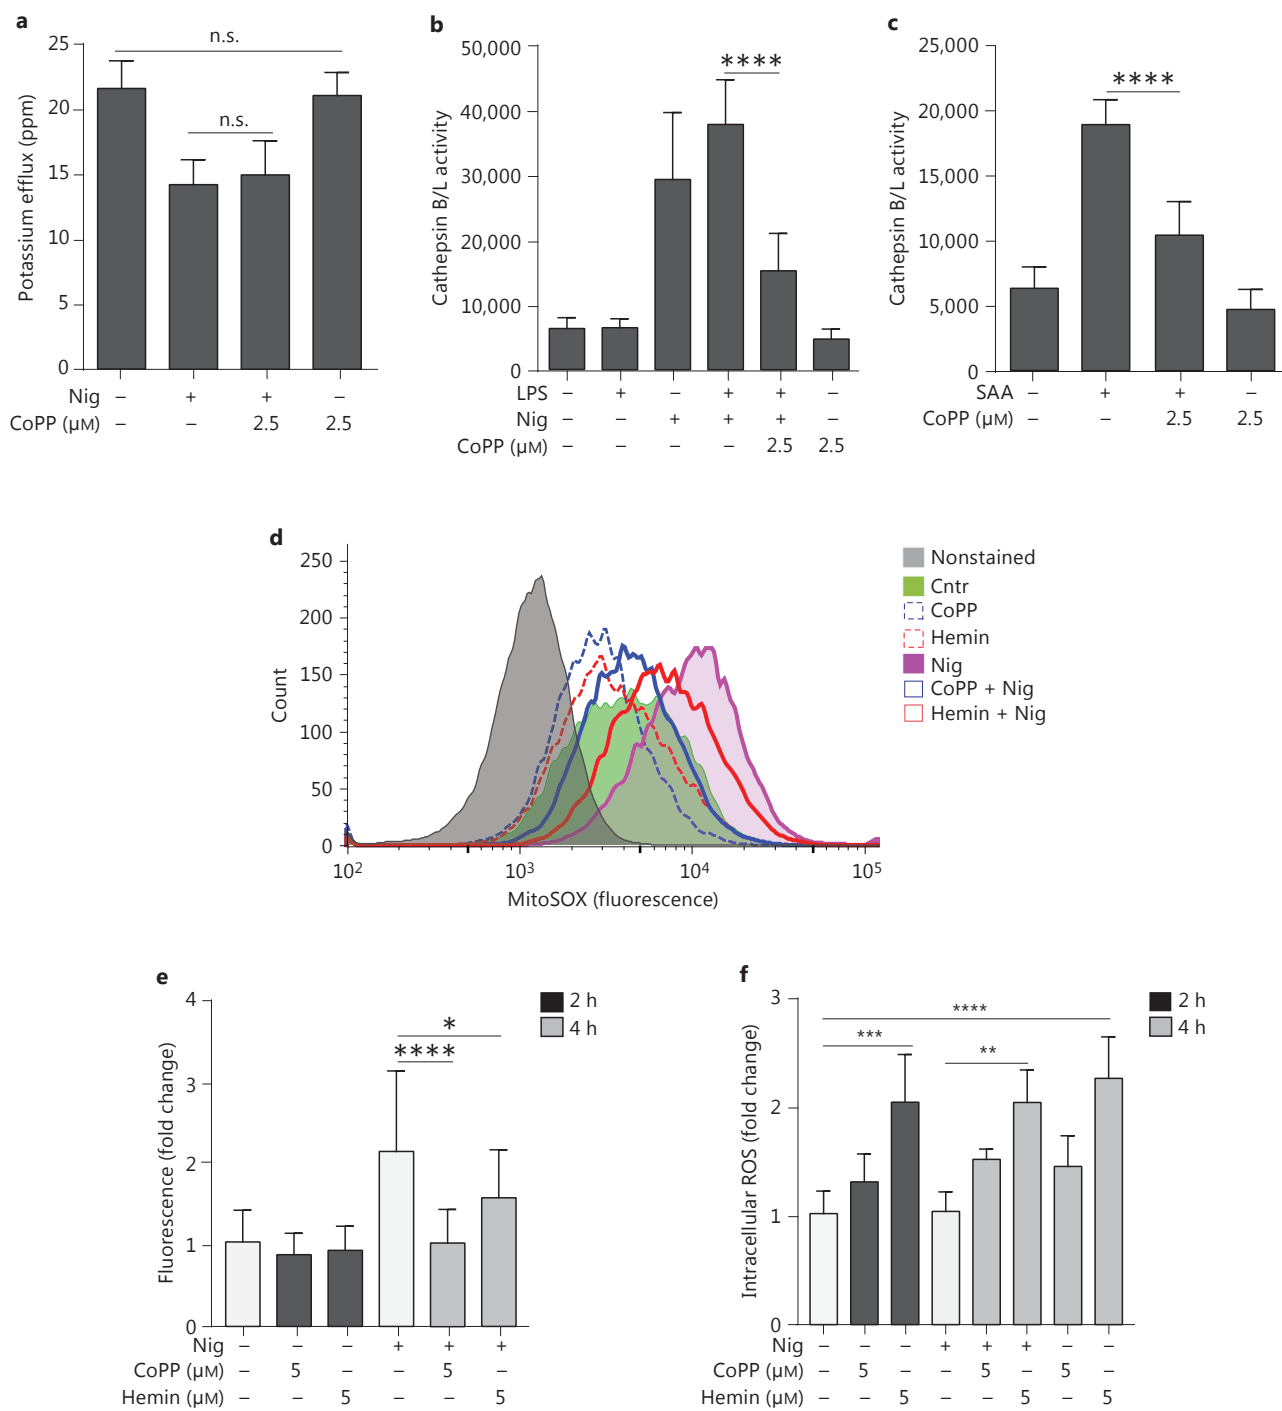 a
25
20
15
10
5
0
Potassium efflux (ppm)
n.s.
n.s.
Nig – + + –
CoPP (µM) – – 2.5 2.5
b
50,000
40,000
30,000
20,000
10,000
0
Cathepsin B/L activity
****
LPS – + – + + –
Nig – – + + + –
CoPP (µM) – – – – 2.5 2.5
c
25,000
20,000
15,000
10,000
5,000
0
Cathepsin B/L activity
****
SAA – + + –
CoPP (µM) – – 2.5 2.5
d
250
200
150
100
50
0
Count
10² 10³ 10⁴ 10⁵
MitoSOX (fluorescence)
Nonstained
Cntr
CoPP
Hemin
Nig
CoPP + Nig
Hemin + Nig
e
4
3
2
1
0
Fluorescence (fold change)
*
****
2 h
4 h
Nig – – – + + +
CoPP (µM) – 5 – – 5 –
Hemin (µM) – – 5 – – 5
f
3
2
1
0
Intracellular ROS (fold change)
****
***
**
2 h
4 h
Nig – – – + + + – –
CoPP (µM) – 5 – – 5 – 5 –
Hemin (µM) – – 5 – – 5 – 5